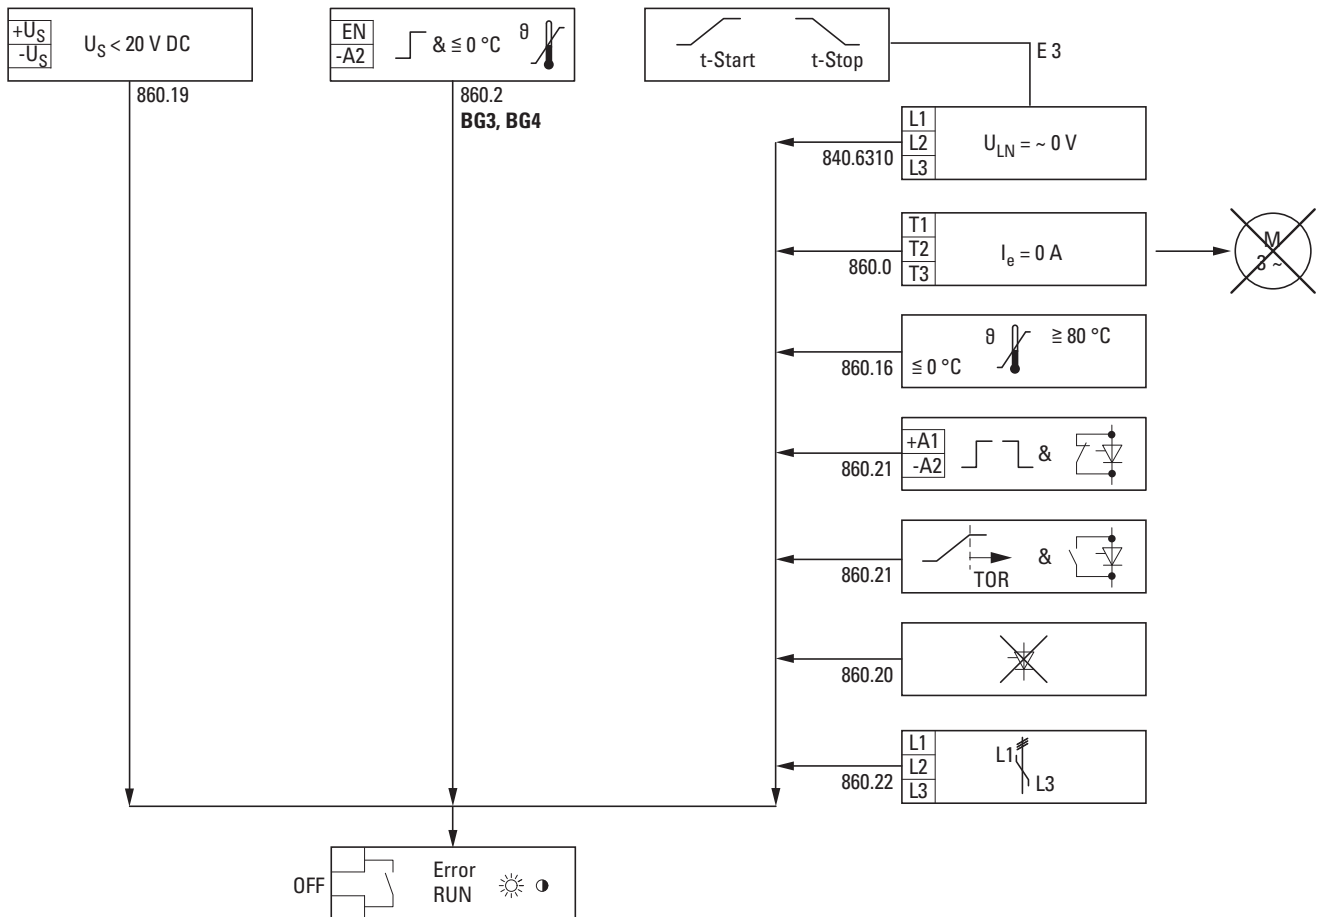 +US
-US
US < 20 V DC
860.19
EN
-A2
& ≦ 0 °C
ϑ
860.2
BG3, BG4
t-Start
t-Stop
E 3
L1
L2
L3
ULN = ~ 0 V
840.6310
T1
T2
T3
Ie = 0 A
860.0
M
3 ~
ϑ
≧ 80 °C
≦ 0 °C
860.16
+A1
-A2
&
860.21
TOR
&
860.21
860.20
L1
L2
L3
L1
L3
860.22
OFF
Error
RUN